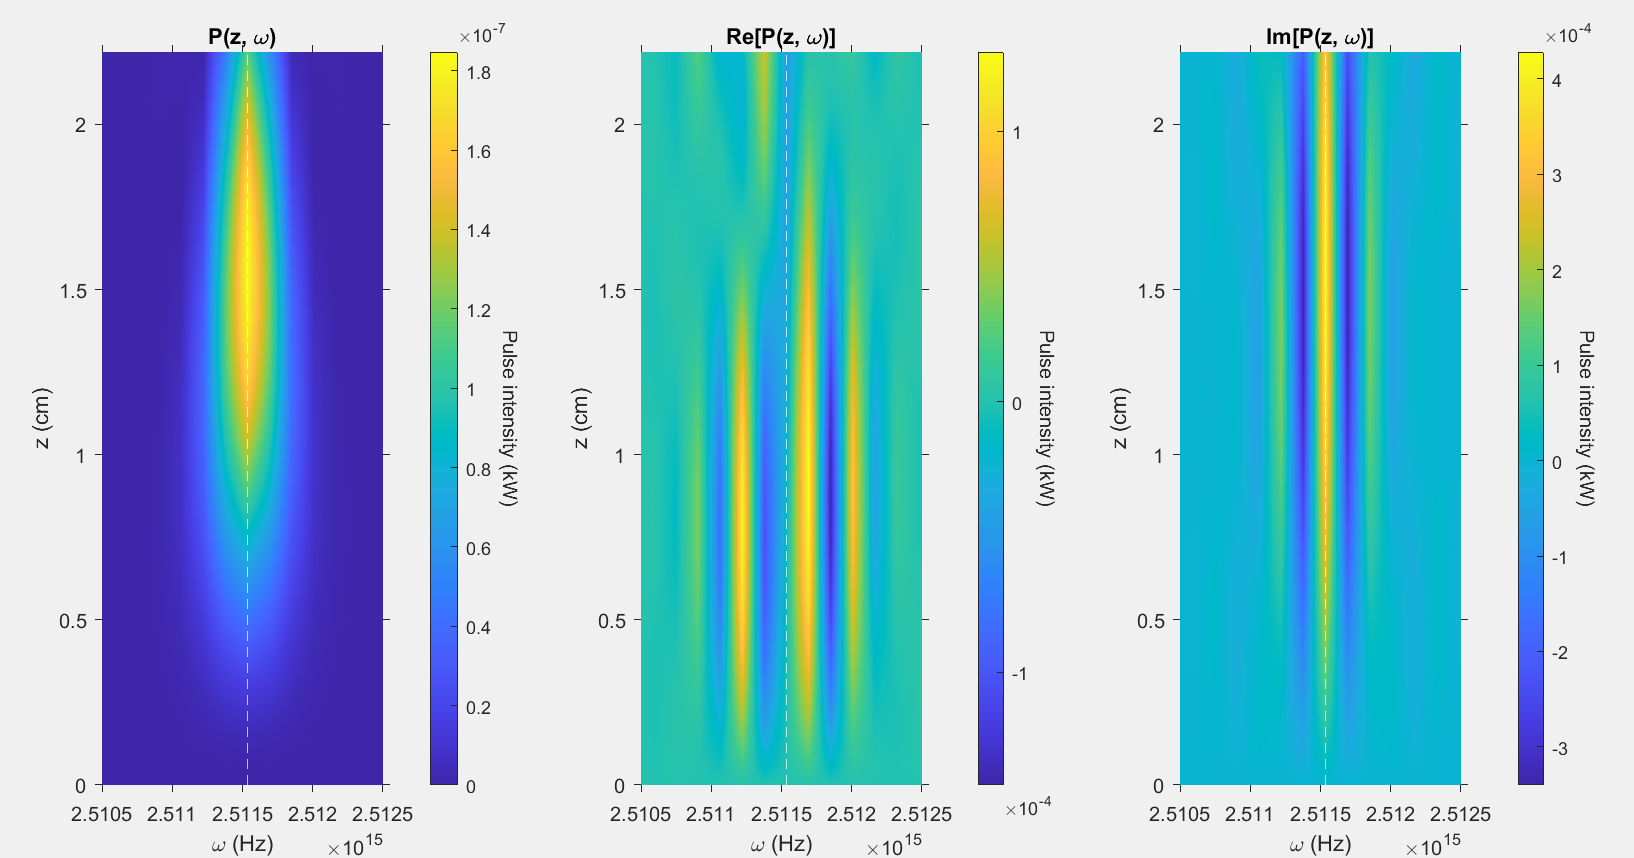 P(z, ω)
×10-7
2
1.5
1
0.5
0
2.5105 2.511 2.5115 2.512 2.5125
ω (Hz)
×1015
z (cm)
1.8
1.6
1.4
1.2
1
0.8
0.6
0.4
0.2
0
Pulse intensity (kW)
Re[P(z, ω)]
2
1.5
1
0.5
0
2.5105 2.511 2.5115 2.512 2.5125
ω (Hz)
×1015
z (cm)
1
0
-1
×10-4
Pulse intensity (kW)
Im[P(z, ω)]
×10-4
2
1.5
1
0.5
0
2.5105 2.511 2.5115 2.512 2.5125
ω (Hz)
×1015
z (cm)
4
3
2
1
0
-1
-2
-3
Pulse intensity (kW)